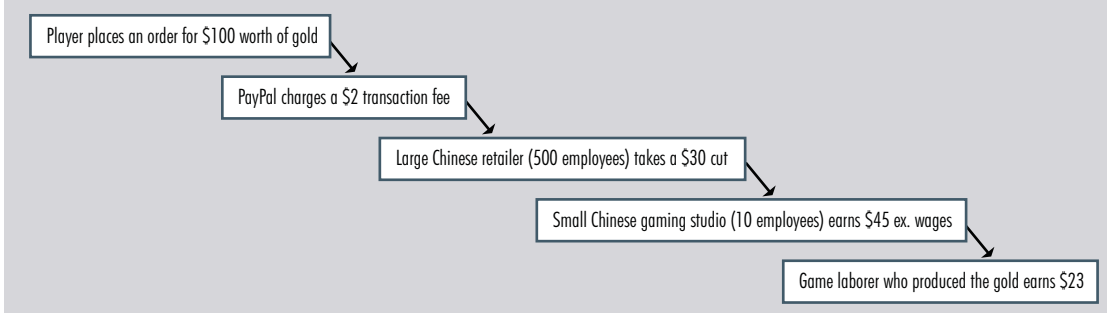 Player places an order for $100 worth of gold
PayPal charges a $2 transaction fee
Large Chinese retailer (500 employees) takes a $30 cut
Small Chinese gaming studio (10 employees) earns $45 ex. wages
Game laborer who produced the gold earns $23